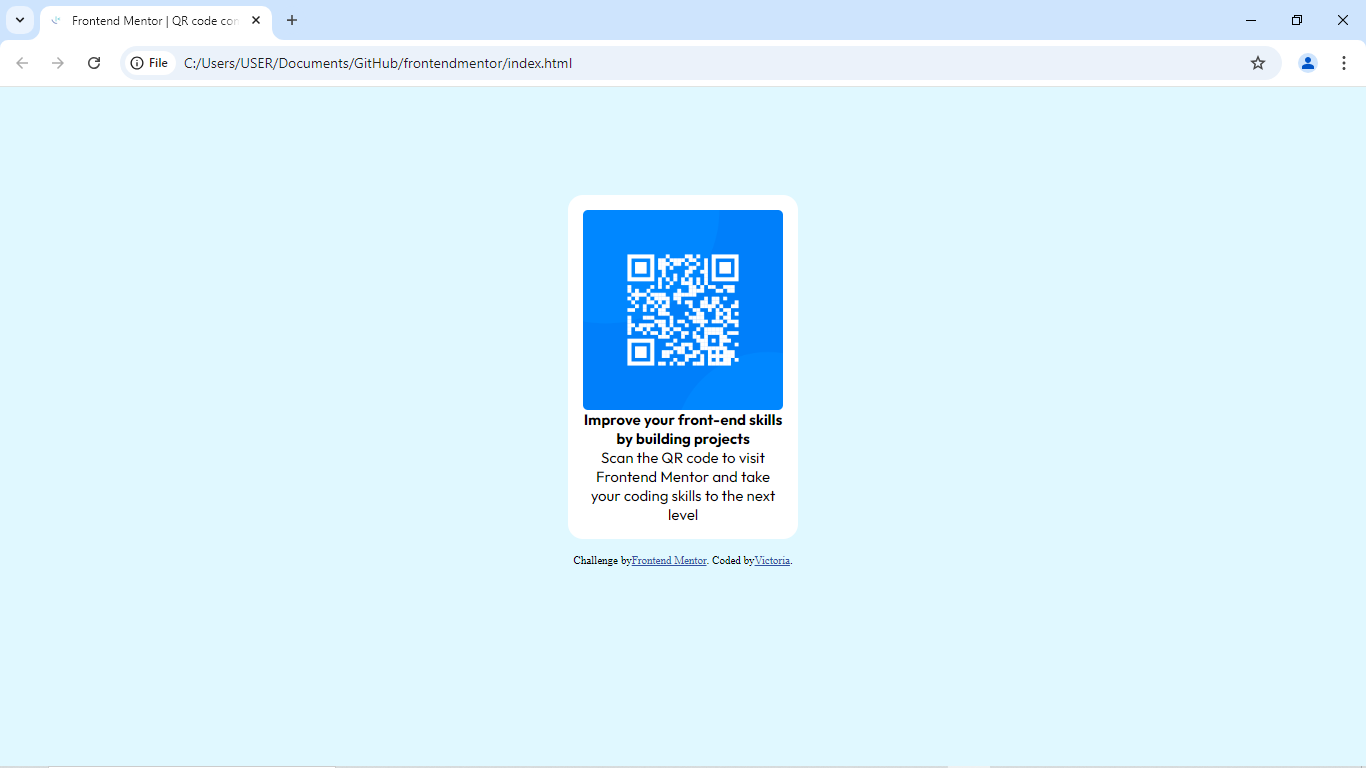 Frontend Mentor | QR code con
File
C:/Users/USER/Documents/GitHub/frontendmentor/index.html
Improve your front-end skills
by building projects
Scan the QR code to visit
Frontend Mentor and take
your coding skills to the next
level
Challenge byFrontend Mentor. Coded byVictoria.